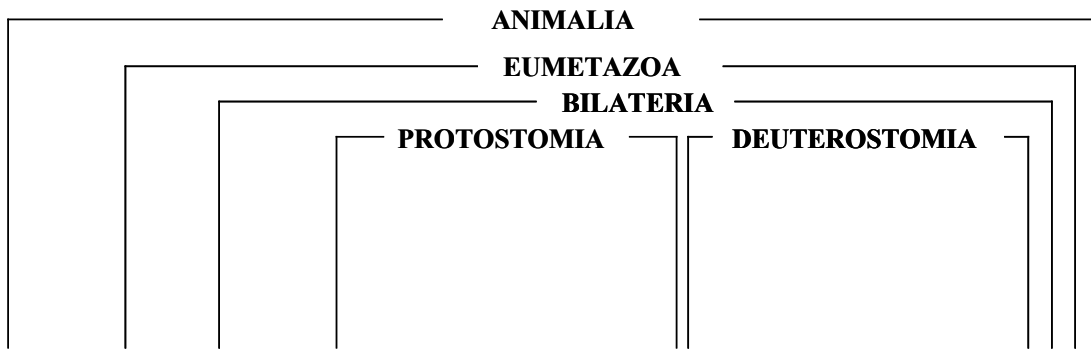 ANIMALIA
EUMETAZOA
BILATERIA
PROTOSTOMIA DEUTEROSTOMIA